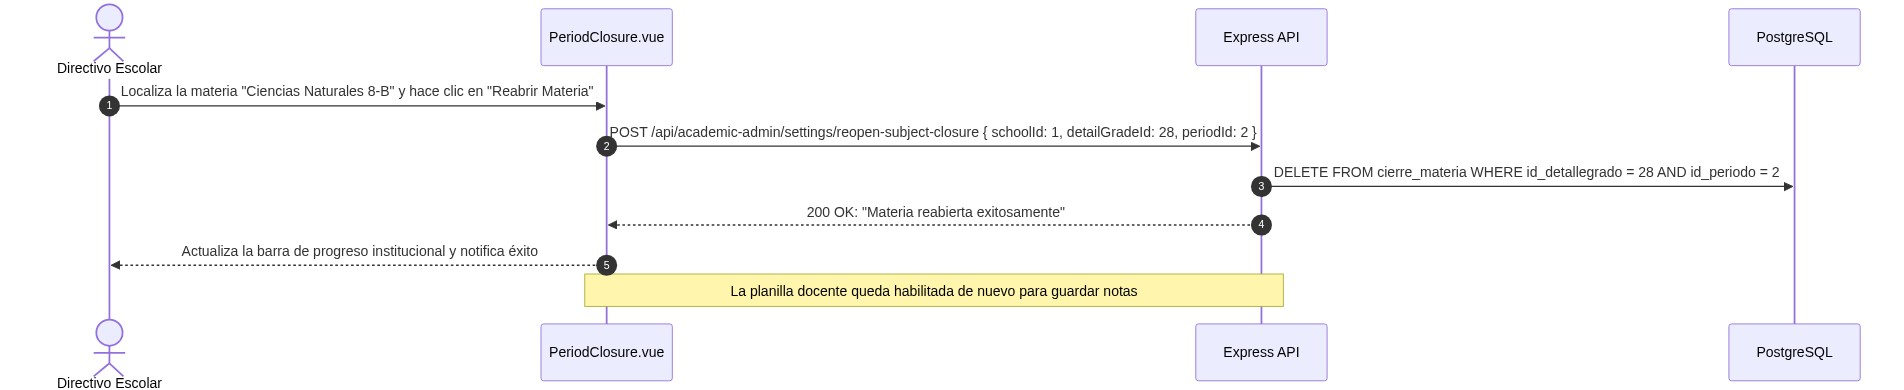 Directivo Escolar
PeriodClosure.vue
Express API
PostgreSQL
Localiza la materia "Ciencias Naturales 8-B" y hace clic en "Reabrir Materia"
1
POST /api/academic-admin/settings/reopen-subject-closure { schoolId: 1, detailGradeId: 28, periodId: 2 }
2
DELETE FROM cierre_materia WHERE id_detallegrado = 28 AND id_periodo = 2
3
200 OK: "Materia reabierta exitosamente"
4
Actualiza la barra de progreso institucional y notifica éxito
5
La planilla docente queda habilitada de nuevo para guardar notas
Directivo Escolar
PeriodClosure.vue
Express API
PostgreSQL